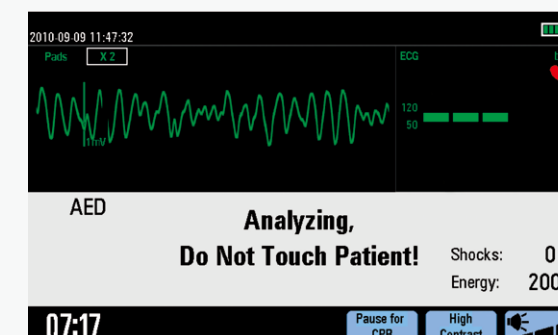 2010-09-09 11:47:32
Pads X 2 ECG
120
50
1mV
AED
Analyzing,
Do Not Touch Patient!
Shocks: 0
Energy: 200
07:17
Pause for
CPR
High
Contrast